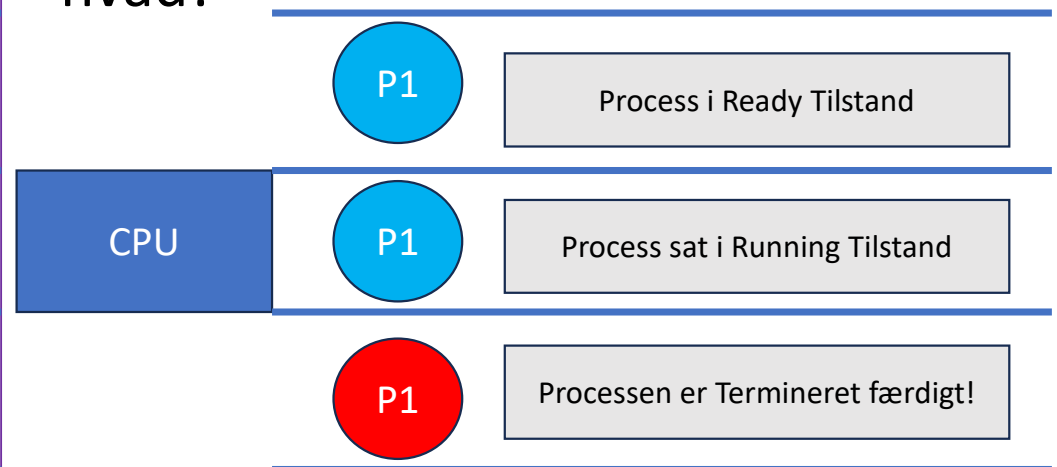 P1
Process i Ready Tilstand
CPU
P1
Process sat i Running Tilstand
P1
Processen er Termineret færdigt!